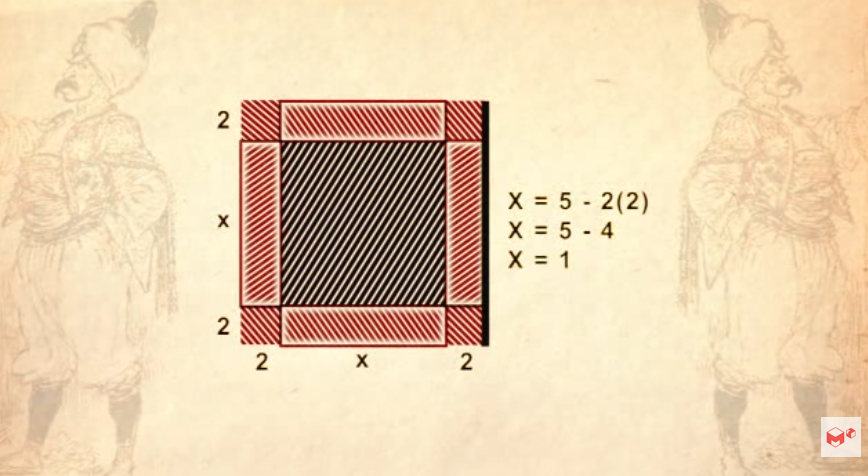 2
x
2
2 x 2
X = 5 - 2(2)
X = 5 - 4
X = 1